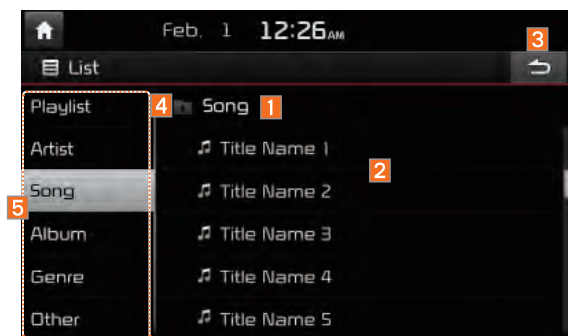 Feb. 1 12:26AM
3
List
Playlist 4 Song 1
Artist Title Name 1
2
Song Title Name 2
5
Album Title Name 3
Genre Title Name 4
Other Title Name 5